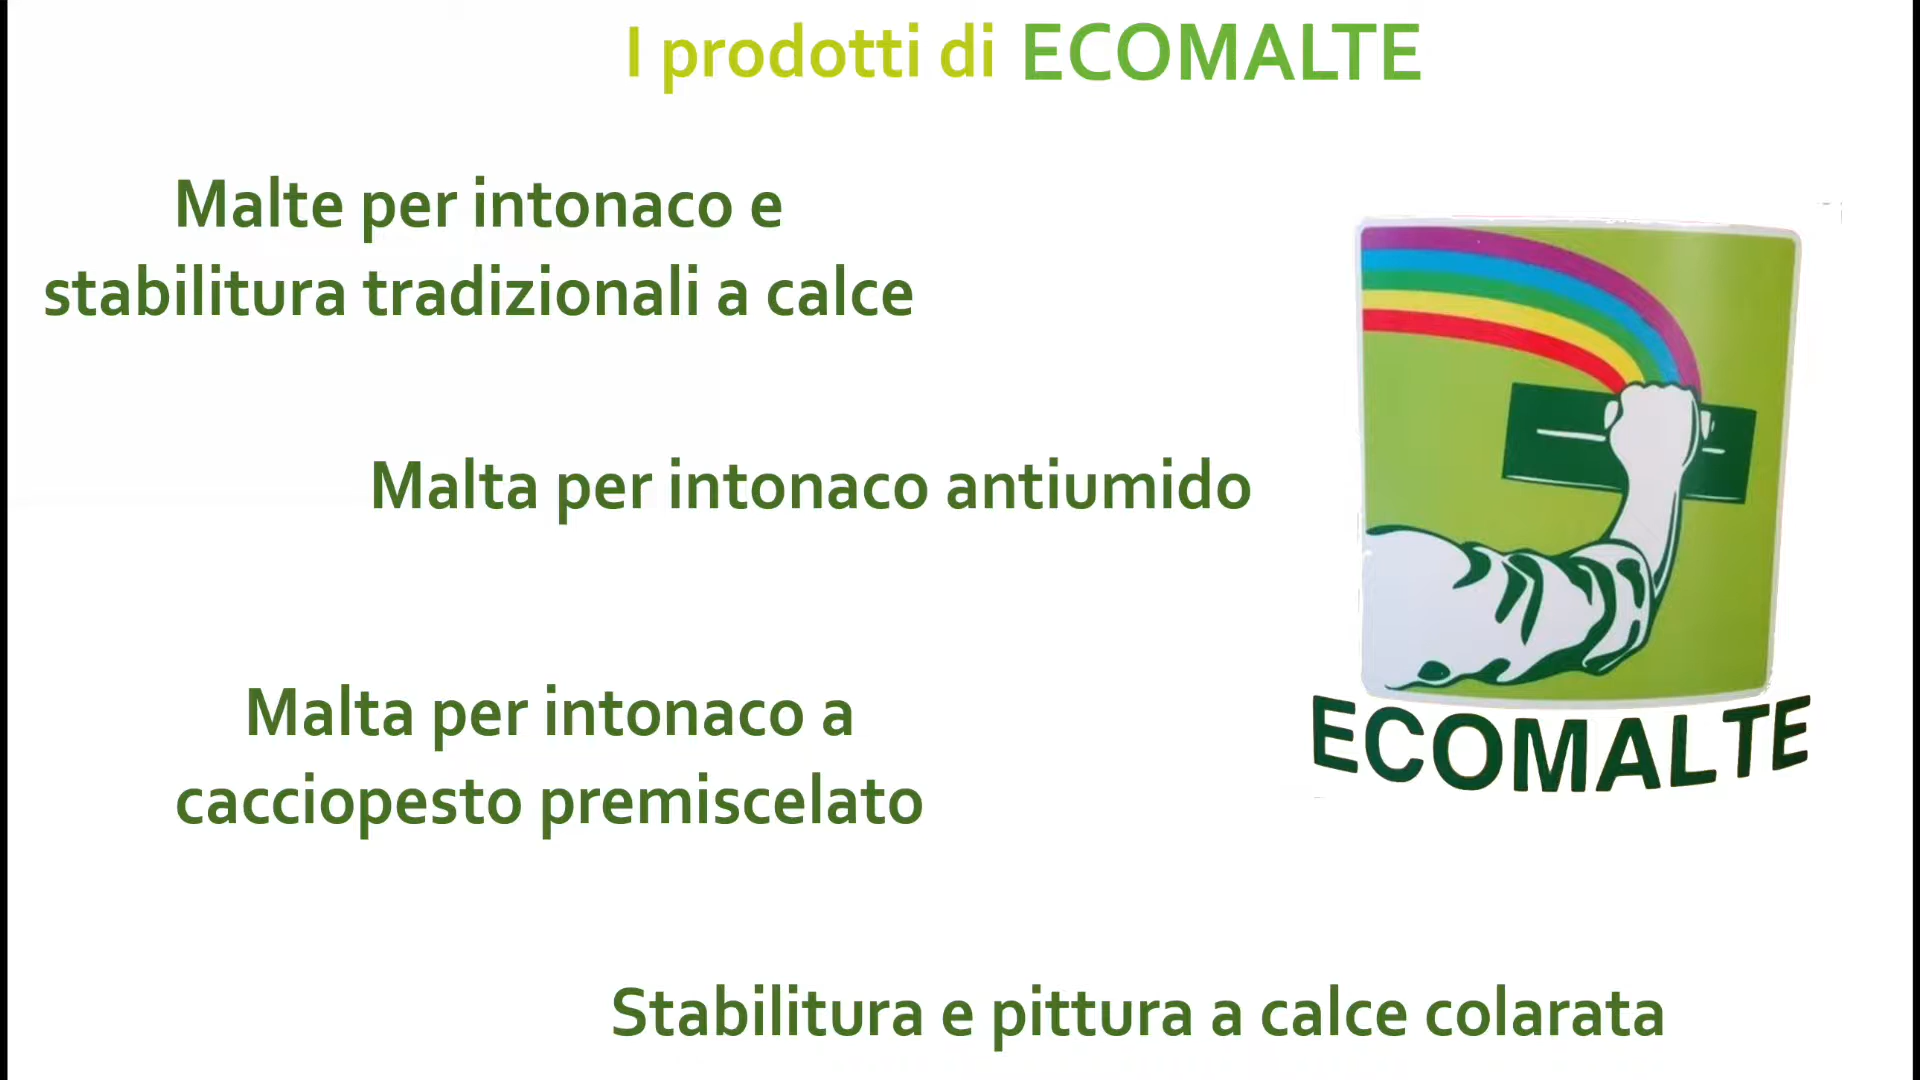 I prodotti di ECOMALTE
Malte per intonaco e
stabilitura tradizionali a calce
Malta per intonaco antiumido
Malta per intonaco a
cacciopesto premiscelato
ECOMALTE
Stabilitura e pittura a calce colarata